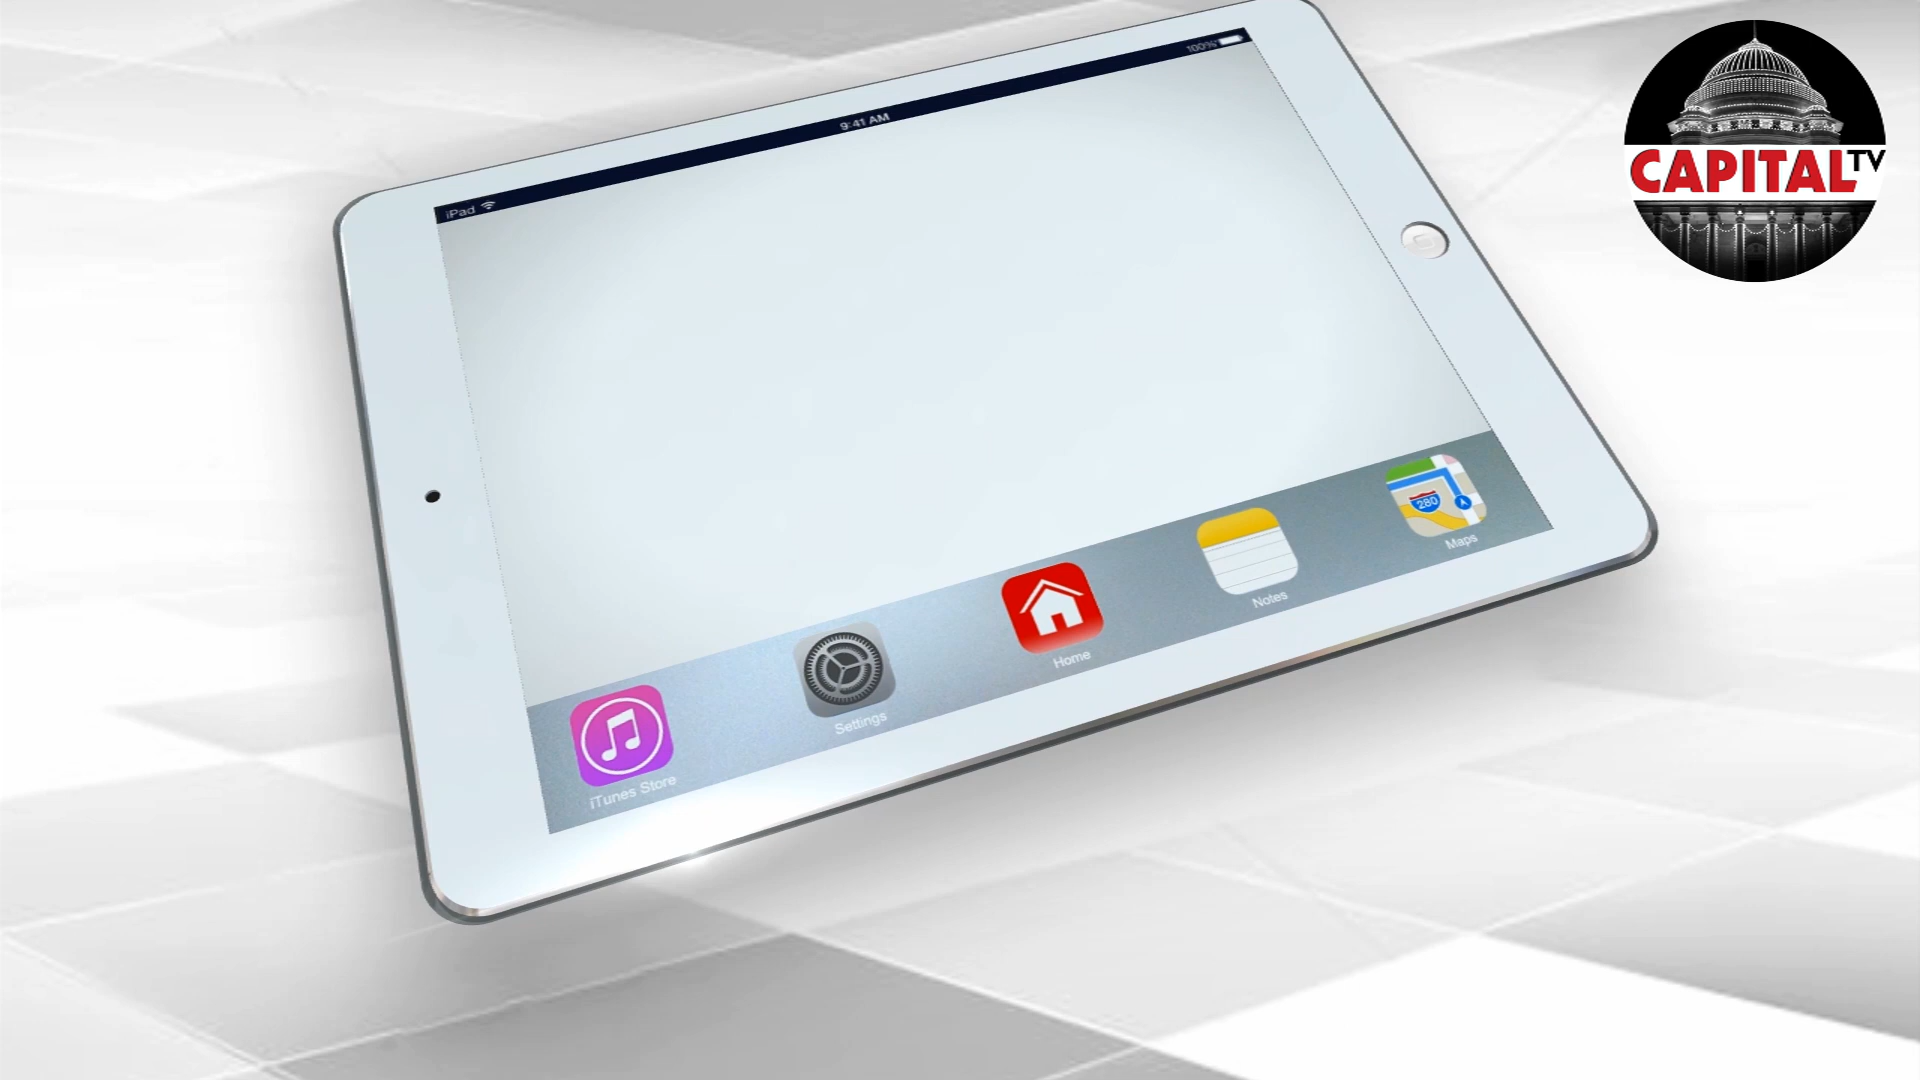 iPad
9:41 AM
100%
CAPITAL TV
iTunes Store
Settings
Home
Notes
280
Maps